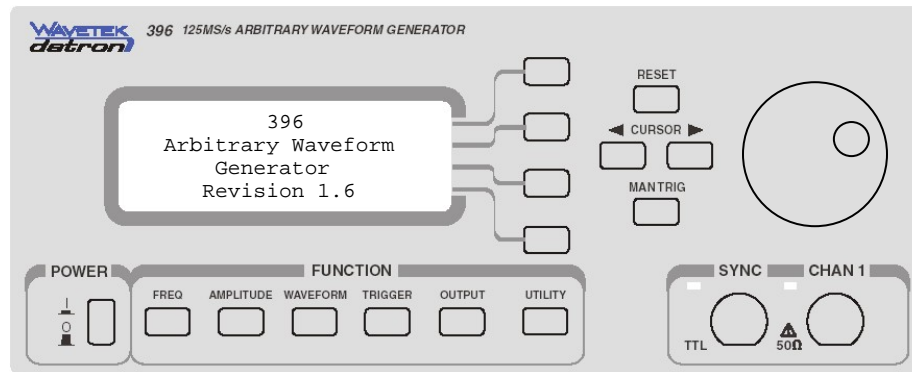 WAVETEK
datron
396 125MS/s ARBITRARY WAVEFORM GENERATOR
396
Arbitrary Waveform
Generator
Revision 1.6
RESET
◄ CURSOR ►
MAN TRIG
POWER
FUNCTION
SYNC
CHAN 1
FREQ
AMPLITUDE
WAVEFORM
TRIGGER
OUTPUT
UTILITY
I
O
TTL
50Ω